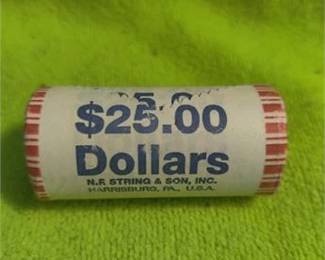 $25.00
Dollars
N.F. STRING & SON, INC.
HARRISBURG, PA., U.S.A.